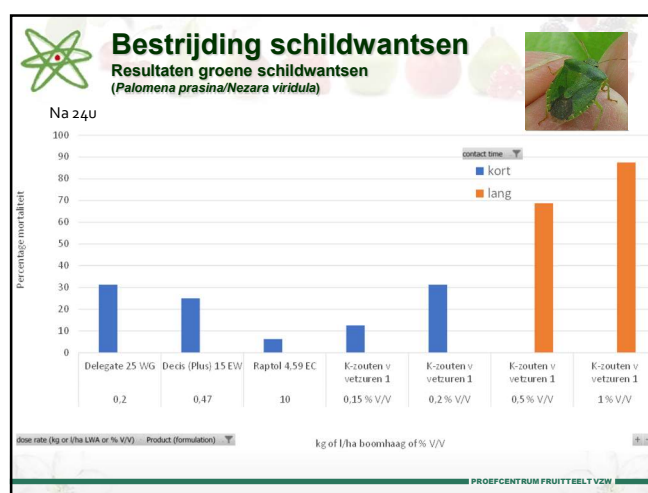 Bestrijding schildwantsen
Resultaten groene schildwantsen
(Palomena prasina/Nezara viridula)
Na 24u
100
90
80
70
60
50
40
30
20
10
0
Percentage mortaliteit
contact time
kort
lang
Delegate 25 WG Decis (Plus) 15 EW Raptol 4,59 EC K-zouten v K-zouten v K-zouten v K-zouten v
vetzuren 1 vetzuren 1 vetzuren 1 vetzuren 1
0,2 0,47 10 0,15 % V/V 0,2 % V/V 0,5 % V/V 1 % V/V
dose rate (kg or l/ha LWA or % V/V) Product (formulation)
kg of l/ha boomhaag of % V/V
+ -
PROEFCENTRUM FRUITTEELT VZW